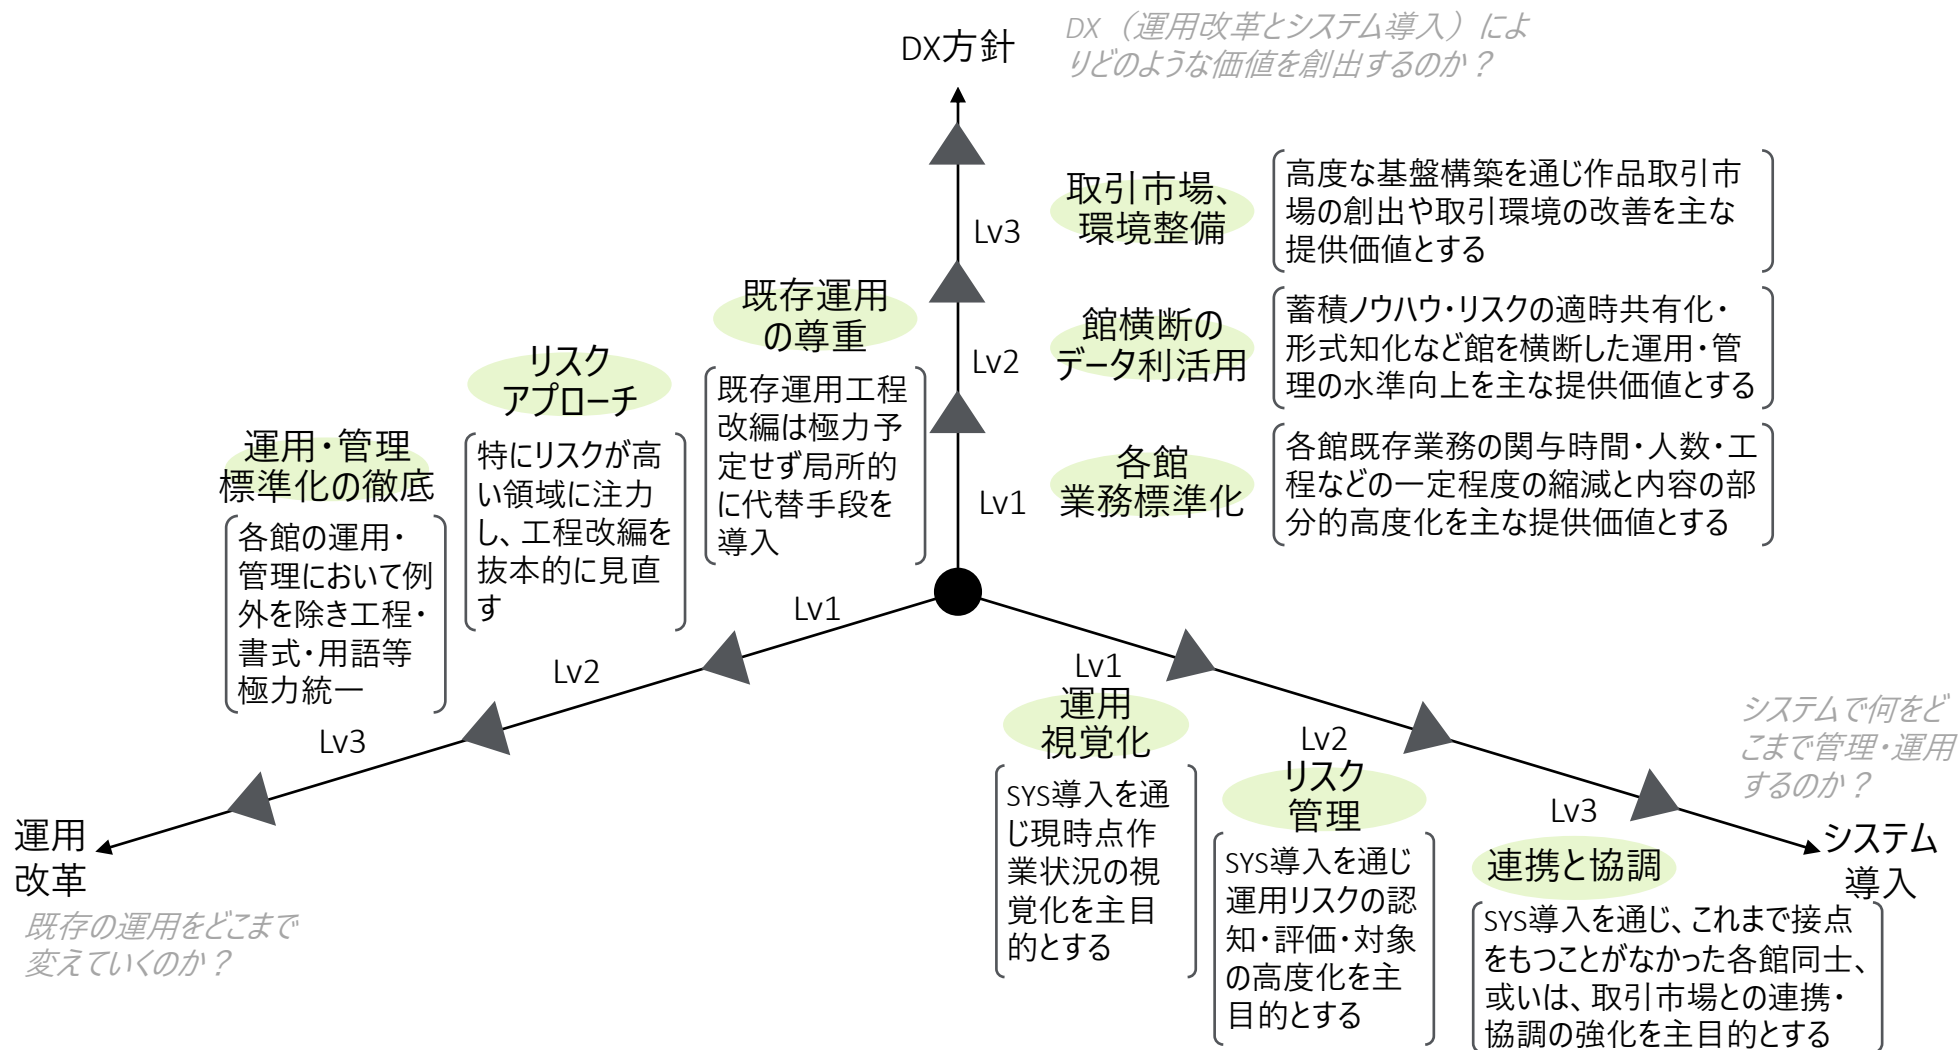 DX方針
DX（運用改革とシステム導入）によ
りどのような価値を創出するのか？
Lv3
取引市場、
環境整備
高度な基盤構築を通じ作品取引市
場の創出や取引環境の改善を主な
提供価値とする
Lv2
館横断の
データ利活用
蓄積ノウハウ・リスクの適時共有化・
形式知化など館を横断した運用・管
理の水準向上を主な提供価値とする
Lv1
各館
業務標準化
各館既存業務の関与時間・人数・工
程などの一定程度の縮減と内容の部
分的高度化を主な提供価値とする
既存運用
の尊重
既存運用工程
改編は極力予
定せず局所的
に代替手段を
導入
Lv1
リスク
アプローチ
特にリスクが高
い領域に注力
し、工程改編を
抜本的に見直
す
Lv2
運用・管理
標準化の徹底
各館の運用・
管理において例
外を除き工程・
書式・用語等
極力統一
Lv3
運用
改革
既存の運用をどこまで
変えていくのか？
Lv1
運用
視覚化
SYS導入を通
じ現時点作
業状況の視
覚化を主目
的とする
Lv2
リスク
管理
SYS導入を通じ
運用リスクの認
知・評価・対象
の高度化を主
目的とする
Lv3
連携と協調
SYS導入を通じ、これまで接点
をもつことがなかった各館同士、
或いは、取引市場との連携・
協調の強化を主目的とする
システム
導入
システムで何をど
こまで管理・運用
するのか？